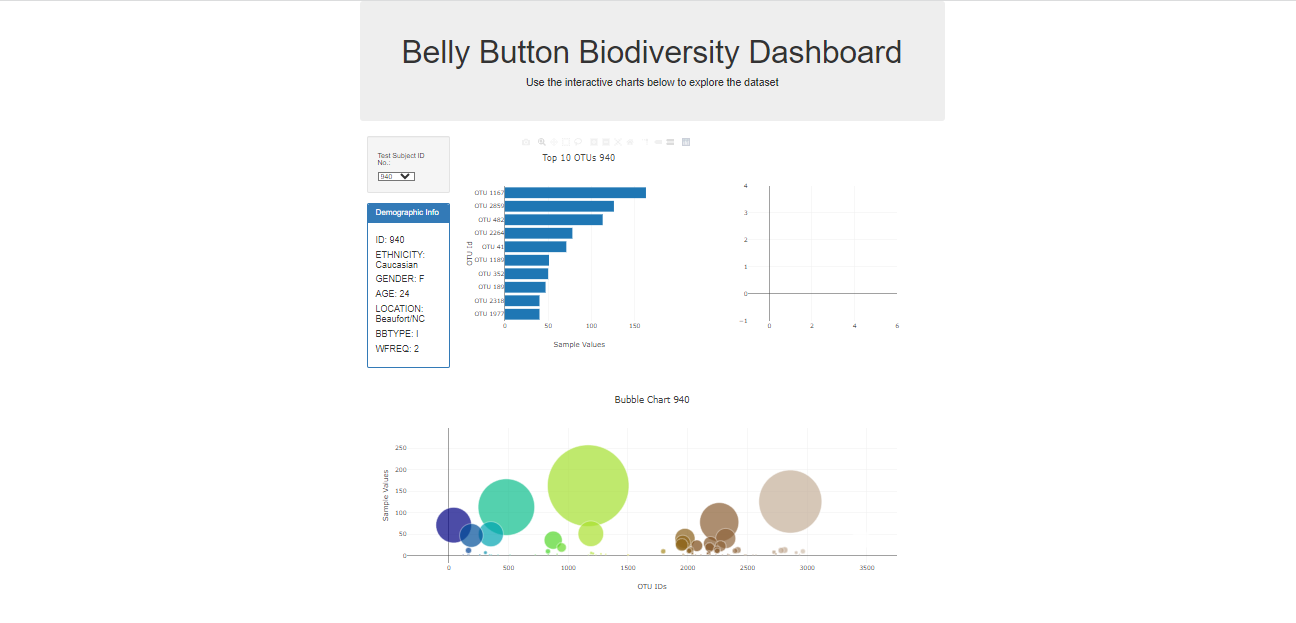 Belly Button Biodiversity Dashboard
Use the interactive charts below to explore the dataset
Test Subject ID
No.:
940
Demographic Info
ID: 940
ETHNICITY:
Caucasian
GENDER: F
AGE: 24
LOCATION:
Beaufort/NC
BBTYPE: I
WFREQ: 2
Top 10 OTUs 940
OTU Id
OTU 1167
OTU 2859
OTU 482
OTU 2264
OTU 41
OTU 1189
OTU 352
OTU 189
OTU 2318
OTU 1977
0 50 100 150
Sample Values
4
3
2
1
0
−1
0 2 4 6
Bubble Chart 940
Sample Values
250
200
150
100
50
0
0 500 1000 1500 2000 2500 3000 3500
OTU IDs